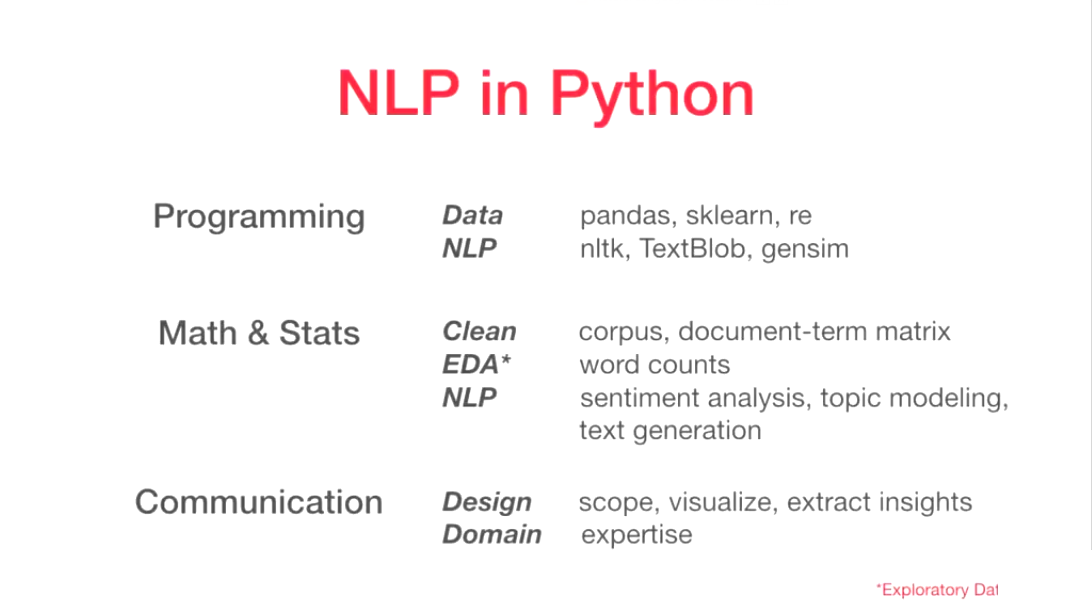 NLP in Python
Programming Data pandas, sklearn, re
NLP nltk, TextBlob, gensim
Math & Stats Clean corpus, document-term matrix
EDA* word counts
NLP sentiment analysis, topic modeling,
text generation
Communication Design scope, visualize, extract insights
Domain expertise
*Exploratory Dat